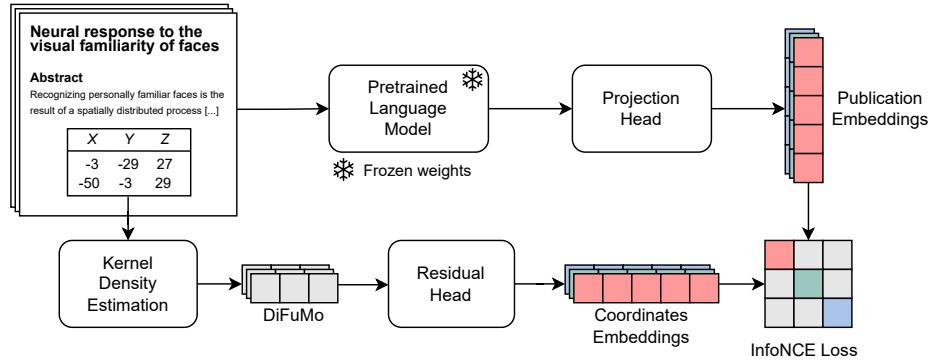 Neural response to the
visual familiarity of faces
Abstract
Recognizing personally familiar faces is the
result of a spatially distributed process [...]
X Y Z
-3 -29 27
-50 -3 29
Pretrained
Language
Model
Frozen weights
Projection
Head
Publication
Embeddings
Kernel
Density
Estimation
DiFuMo
Residual
Head
Coordinates
Embeddings
InfoNCE Loss